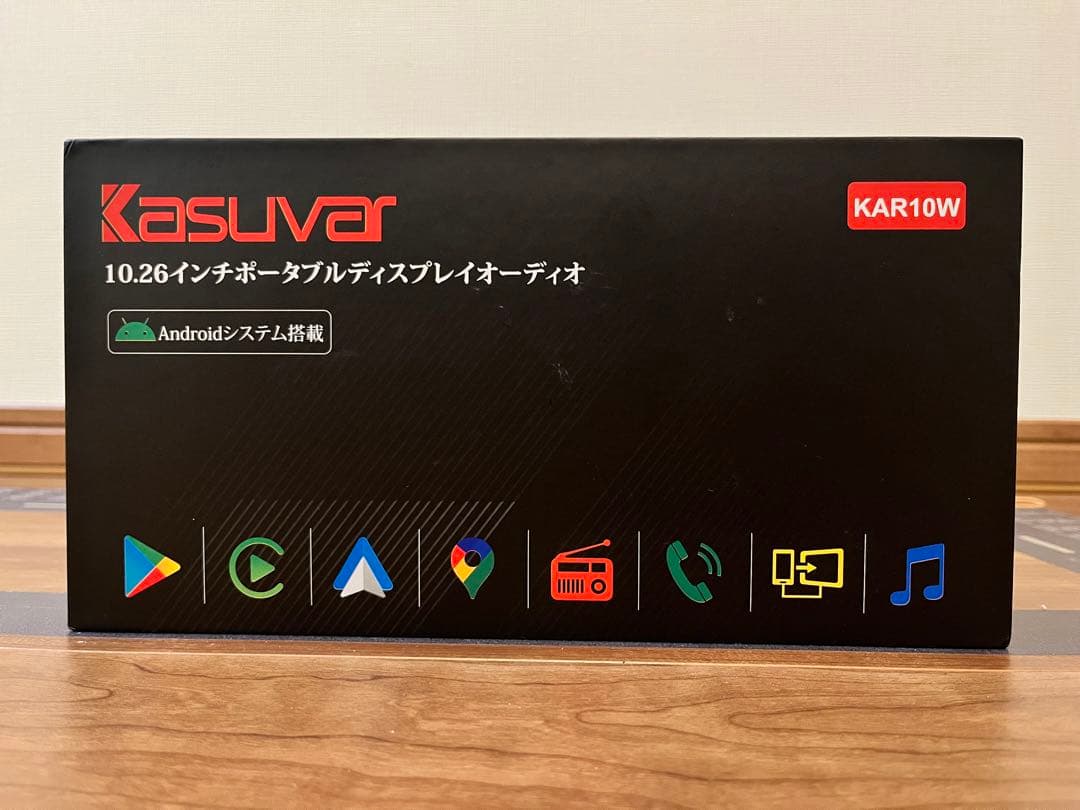 Kasuvar
KAR10W
10.26インチポータブルディスプレイオーディオ
Androidシステム搭載